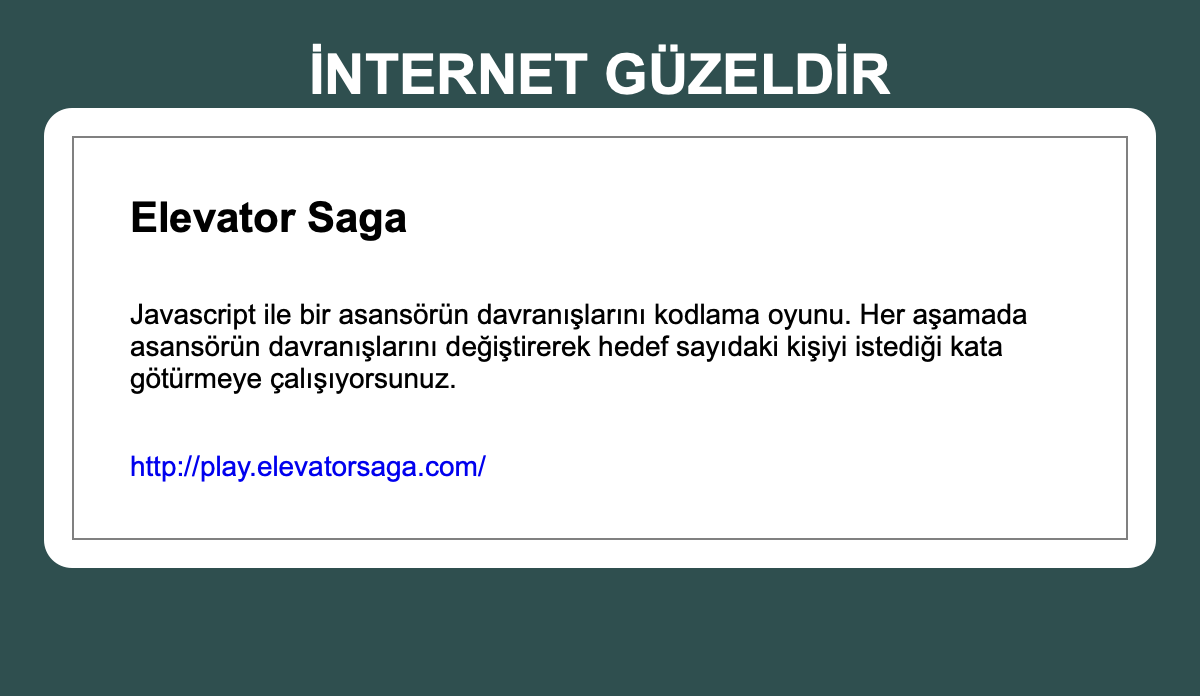 İNTERNET GÜZELDİR
Elevator Saga
Javascript ile bir asansörün davranışlarını kodlama oyunu. Her aşamada
asansörün davranışlarını değiştirerek hedef sayıdaki kişiyi istediği kata
götürmeye çalışıyorsunuz.
http://play.elevatorsaga.com/